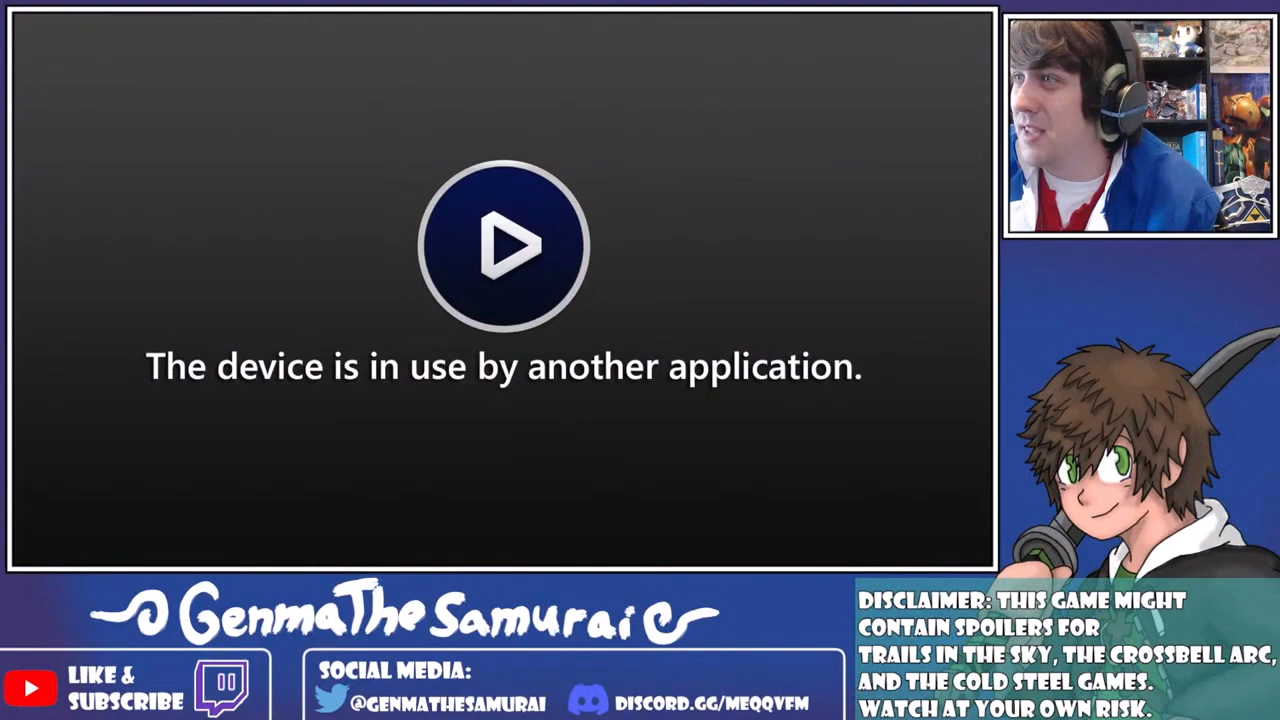 The device is in use by another application.
GenmaTheSamurai
LIKE &
SUBSCRIBE
SOCIAL MEDIA:
@GENMATHESAMURAI
DISCORD.GG/MEQQVFM
DISCLAIMER: THIS GAME MIGHT
CONTAIN SPOILERS FOR
TRAILS IN THE SKY, THE CROSSBELL ARC,
AND THE COLD STEEL GAMES.
WATCH AT YOUR OWN RISK.